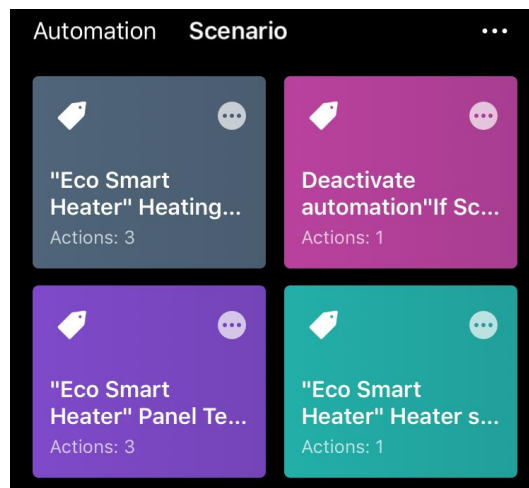 Automation Scenario
"Eco Smart
Heater" Heating...
Actions: 3
Deactivate
automation"If Sc...
Actions: 1
"Eco Smart
Heater" Panel Te...
Actions: 3
"Eco Smart
Heater" Heater s...
Actions: 1